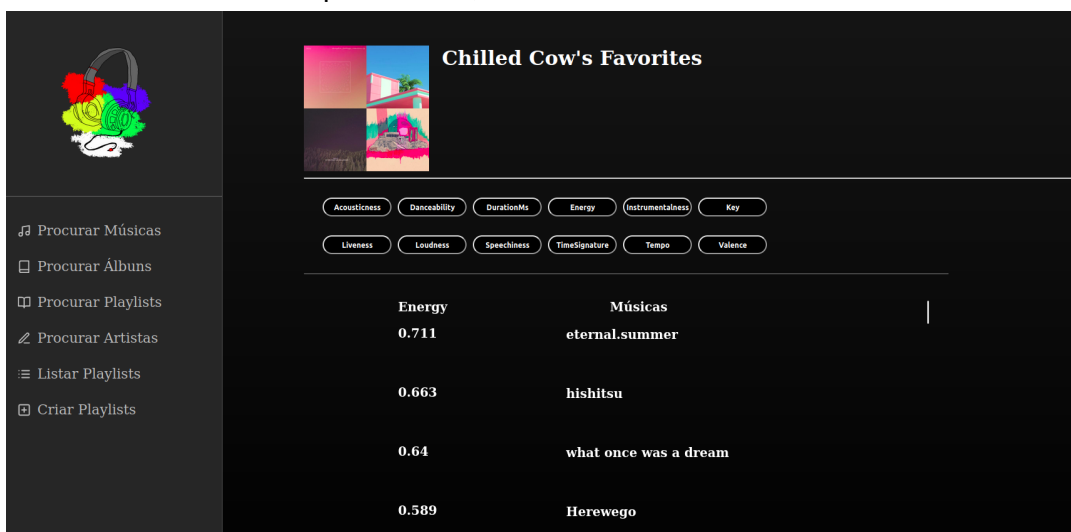 Chilled Cow's Favorites
Acousticness Danceability DurationMs Energy Instrumentalness Key
Liveness Loudness Speechiness TimeSignature Tempo Valence
Procurar Músicas
Procurar Álbuns
Procurar Playlists
Procurar Artistas
Listar Playlists
Criar Playlists
Energy Músicas
0.711 eternal.summer
0.663 hishitsu
0.64 what once was a dream
0.589 Herewego